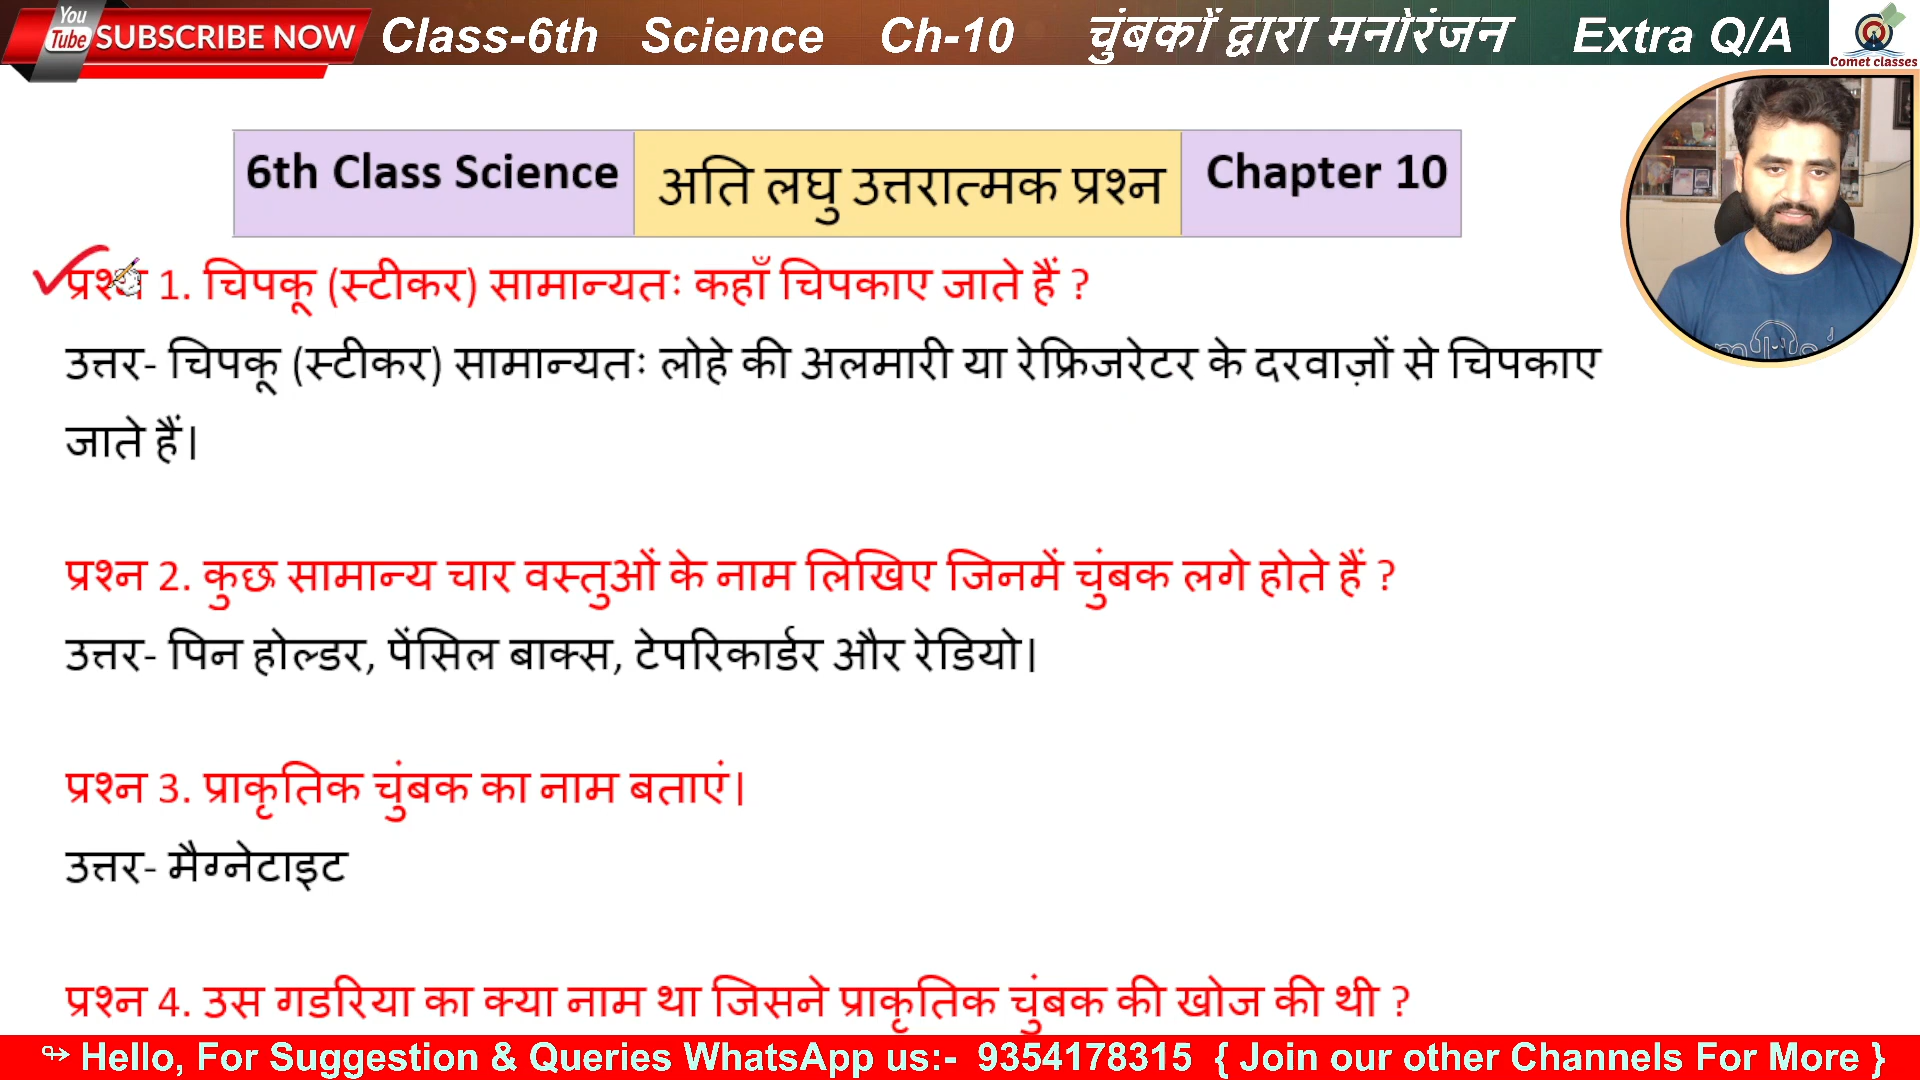 You Tube SUBSCRIBE NOW Class-6th Science Ch-10 चुंबकों द्वारा मनोरंजन Extra Q/A
Comet classes
6th Class Science अति लघु उत्तरात्मक प्रश्न Chapter 10
प्रश्न 1. चिपकू (स्टीकर) सामान्यतः कहाँ चिपकाए जाते हैं ?
उत्तर- चिपकू (स्टीकर) सामान्यतः लोहे की अलमारी या रेफ्रिजरेटर के दरवाज़ों से चिपकाए
जाते हैं।
प्रश्न 2. कुछ सामान्य चार वस्तुओं के नाम लिखिए जिनमें चुंबक लगे होते हैं ?
उत्तर- पिन होल्डर, पेंसिल बाक्स, टेपरिकार्डर और रेडियो।
प्रश्न 3. प्राकृतिक चुंबक का नाम बताएं।
उत्तर- मैग्नेटाइट
प्रश्न 4. उस गडरिया का क्या नाम था जिसने प्राकृतिक चुंबक की खोज की थी ?
↬ Hello, For Suggestion & Queries WhatsApp us:- 9354178315 { Join our other Channels For More }